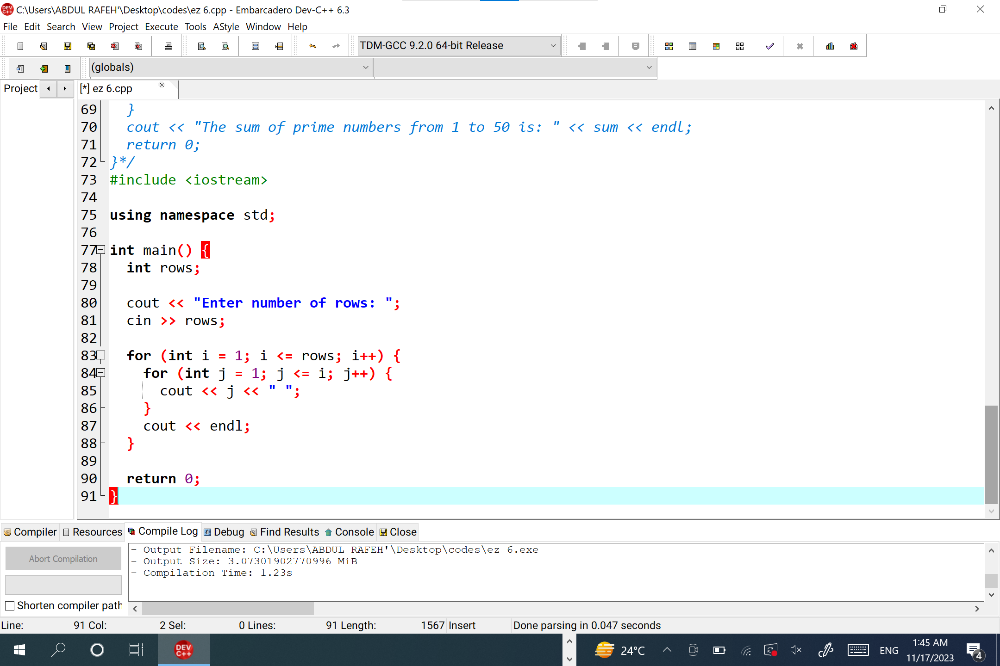 C:\Users\ABDUL RAFEH'\Desktop\codes\ez 6.cpp - Embarcadero Dev-C++ 6.3
File Edit Search View Project Execute Tools AStyle Window Help
TDM-GCC 9.2.0 64-bit Release
(globals)
Project [*] ez 6.cpp
69 }
70 cout << "The sum of prime numbers from 1 to 50 is: " << sum << endl;
71 return 0;
72 }*/
73 #include <iostream>
74
75 using namespace std;
76
77 int main() {
78 int rows;
79
80 cout << "Enter number of rows: ";
81 cin >> rows;
82
83 for (int i = 1; i <= rows; i++) {
84 for (int j = 1; j <= i; j++) {
85 cout << j << " ";
86 }
87 cout << endl;
88 }
89
90 return 0;
91 }
Compiler Resources Compile Log Debug Find Results Console Close
Abort Compilation
Shorten compiler path
- Output Filename: C:\Users\ABDUL RAFEH'\Desktop\codes\ez 6.exe
- Output Size: 3.07301902770996 MiB
- Compilation Time: 1.23s
Line: 91 Col: 2 Sel: 0 Lines: 91 Length: 1567 Insert Done parsing in 0.047 seconds
DEV C++
24°C ENG 1:45 AM
11/17/2023
4